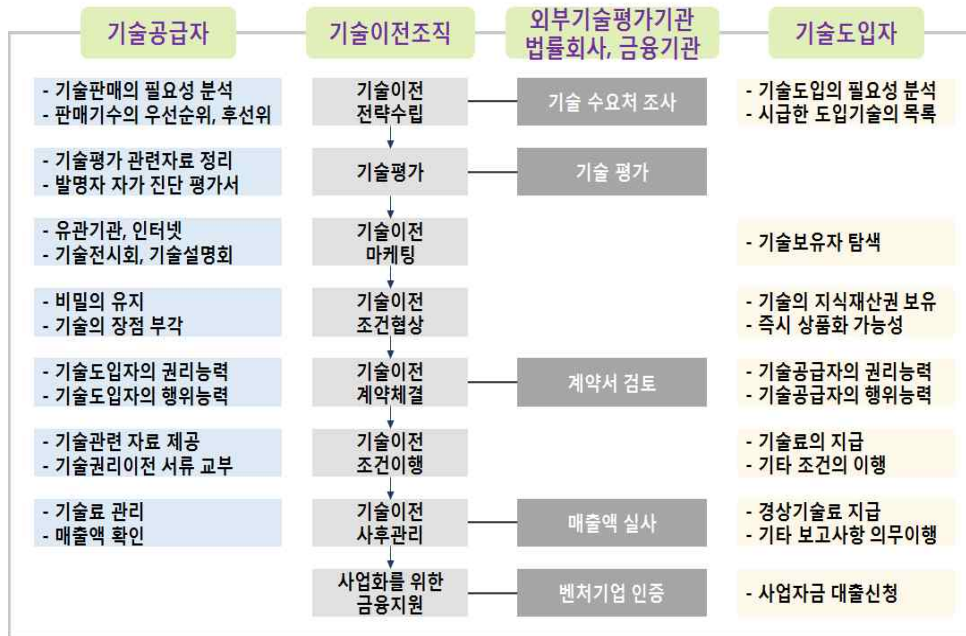 기술공급자
기술이전조직
외부기술평가기관
법률회사, 금융기관
기술도입자
- 기술판매의 필요성 분석
- 판매기수의 우선순위, 후선위
기술이전
전략수립
기술 수요처 조사
- 기술도입의 필요성 분석
- 시급한 도입기술의 목록
- 기술평가 관련자료 정리
- 발명자 자가 진단 평가서
기술평가
기술 평가
- 유관기관, 인터넷
- 기술전시회, 기술설명회
기술이전
마케팅
- 기술보유자 탐색
- 비밀의 유지
- 기술의 장점 부각
기술이전
조건협상
- 기술의 지식재산권 보유
- 즉시 상품화 가능성
- 기술도입자의 권리능력
- 기술도입자의 행위능력
기술이전
계약체결
계약서 검토
- 기술공급자의 권리능력
- 기술공급자의 행위능력
- 기술관련 자료 제공
- 기술권리이전 서류 교부
기술이전
조건이행
- 기술료의 지급
- 기타 조건의 이행
- 기술료 관리
- 매출액 확인
기술이전
사후관리
매출액 실사
- 경상기술료 지급
- 기타 보고사항 의무이행
사업화를 위한
금융지원
벤처기업 인증
- 사업자금 대출신청